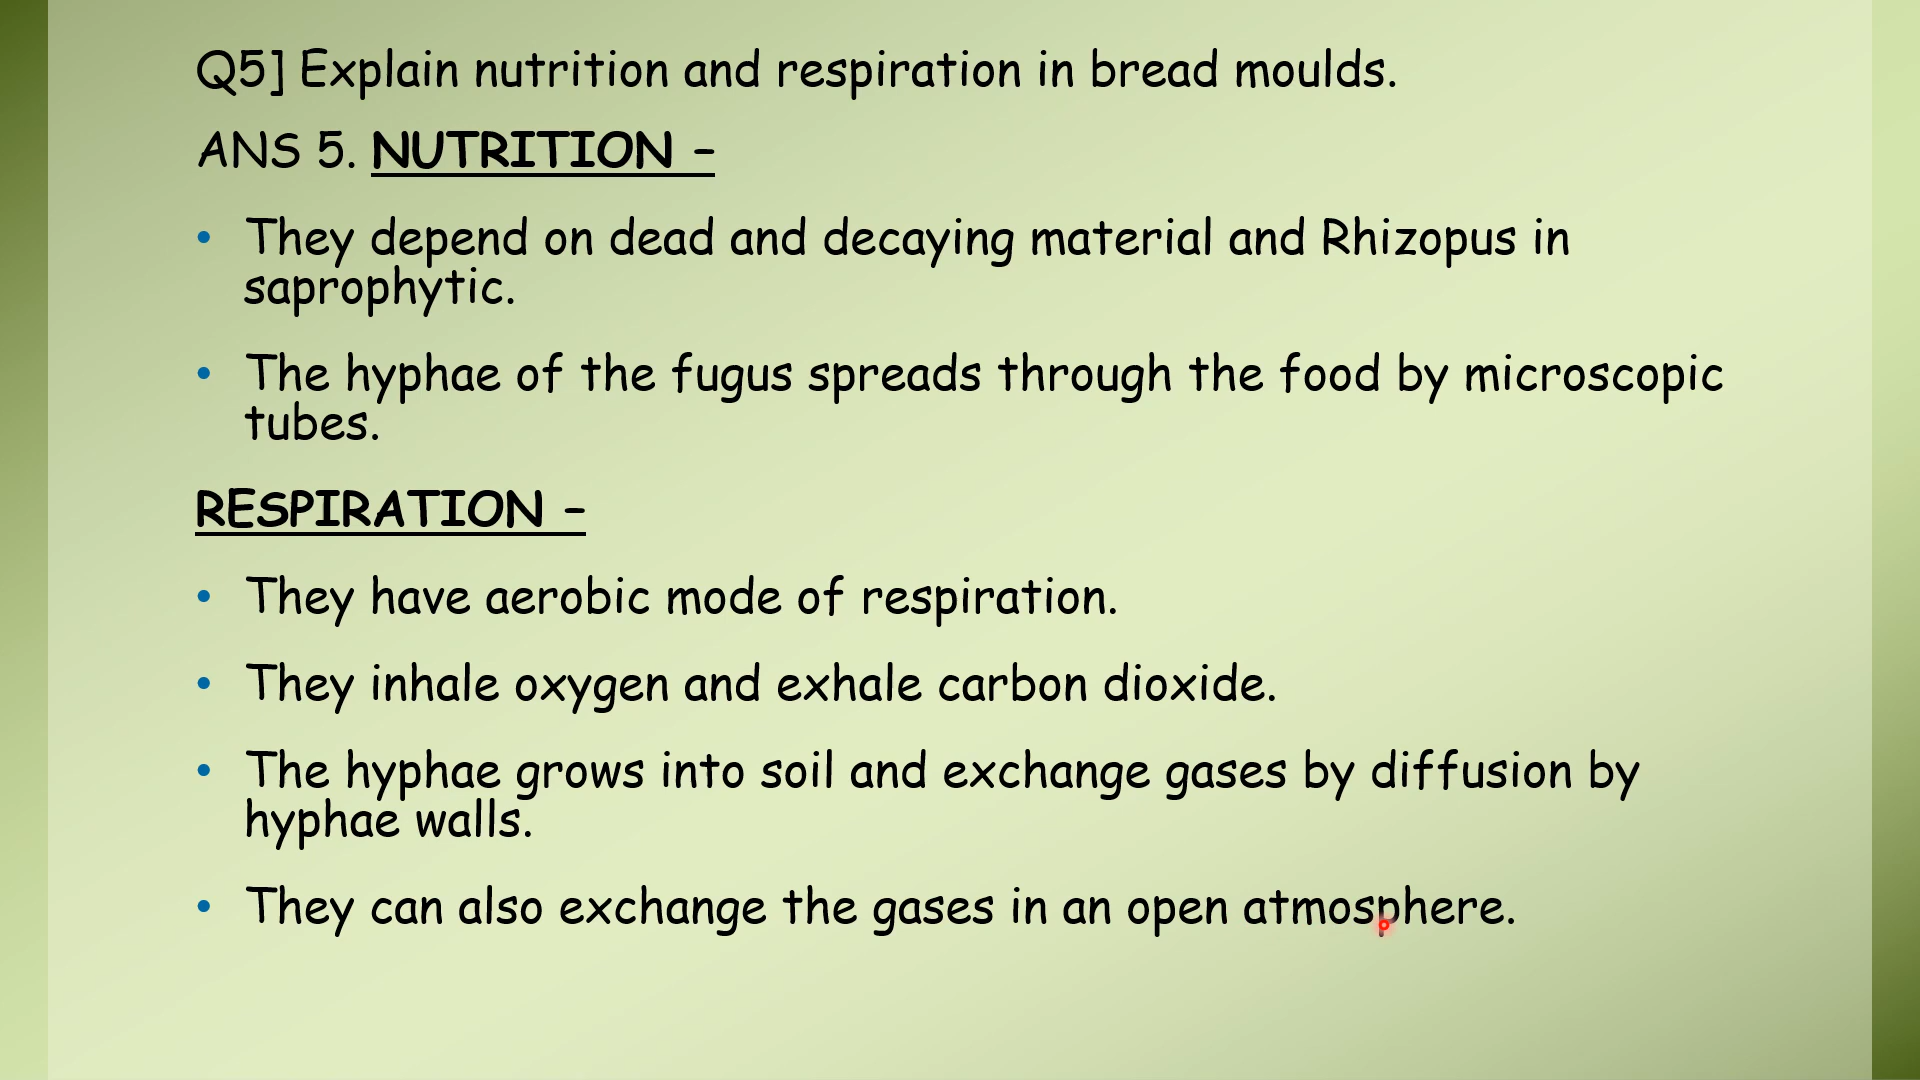 Q5] Explain nutrition and respiration in bread moulds.
ANS 5. NUTRITION –
• They depend on dead and decaying material and Rhizopus in
saprophytic.
• The hyphae of the fugus spreads through the food by microscopic
tubes.
RESPIRATION –
• They have aerobic mode of respiration.
• They inhale oxygen and exhale carbon dioxide.
• The hyphae grows into soil and exchange gases by diffusion by
hyphae walls.
• They can also exchange the gases in an open atmosphere.